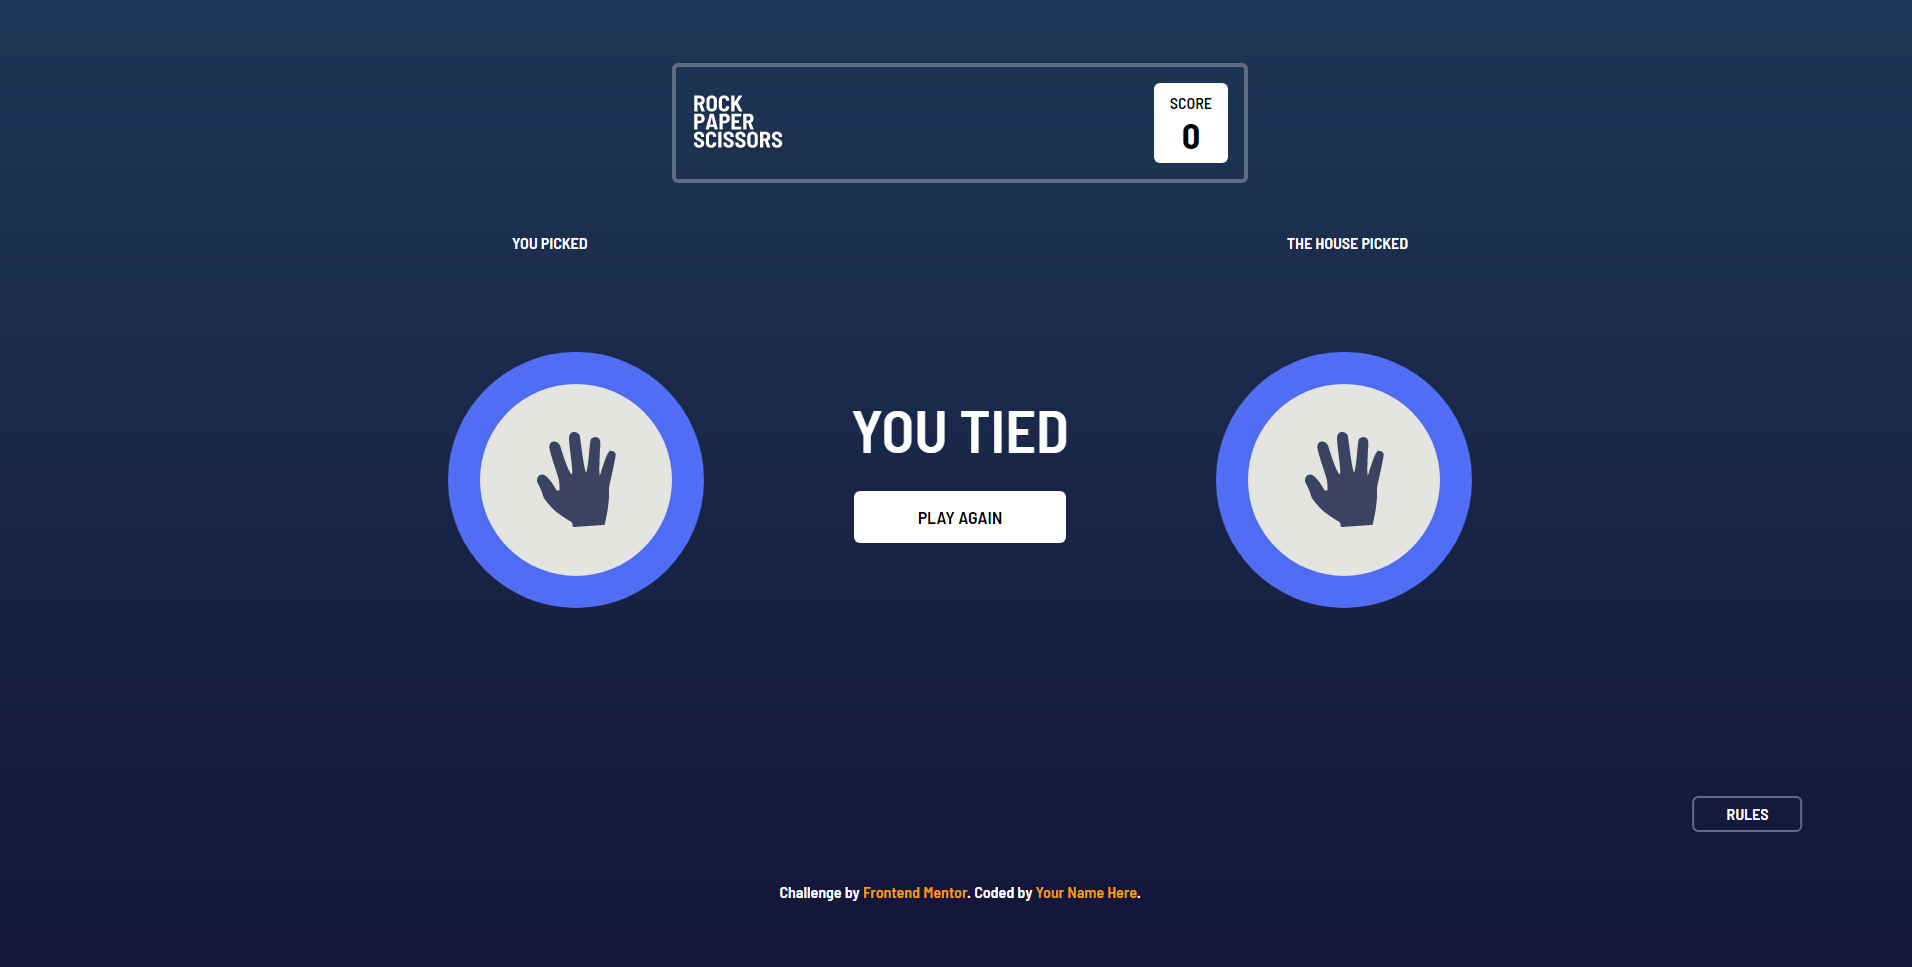 ROCK
PAPER
SCISSORS
SCORE
0
YOU PICKED
THE HOUSE PICKED
YOU TIED
PLAY AGAIN
RULES
Challenge by Frontend Mentor. Coded by Your Name Here.